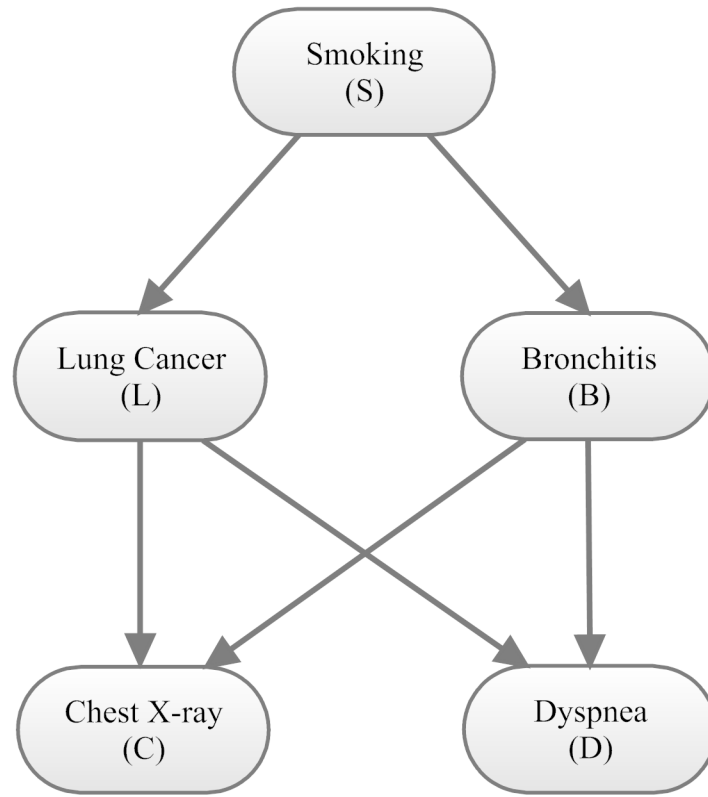 Smoking
(S)
Lung Cancer
(L)
Bronchitis
(B)
Chest X-ray
(C)
Dyspnea
(D)